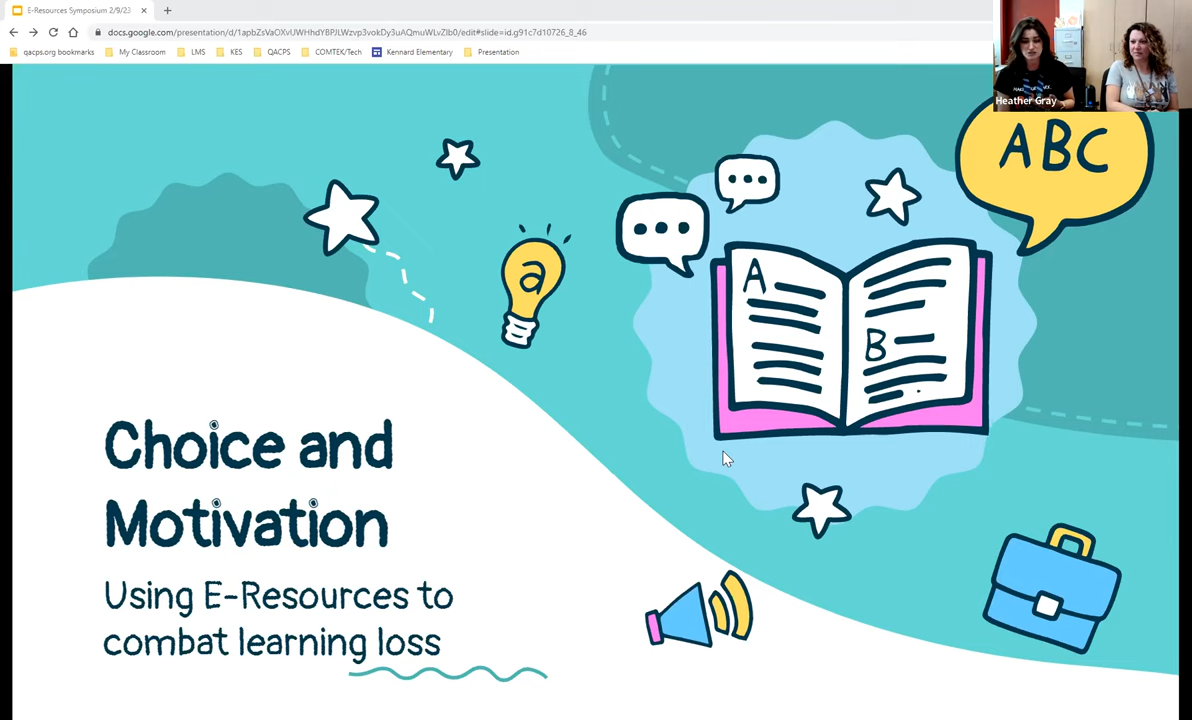 E-Resources Symposium 2/9/23
docs.google.com/presentation/d/1apbZsVaOXvUWHhdYBPJLWzvp3vokDy3uAQmuWLvZlb0/edit#slide=id.g91c7d10726_8_46
qacps.org bookmarks My Classroom LMS KES QACPS COMTEK/Tech Kennard Elementary Presentation
Heather Gray
ABC
a
A
B
Choice and
Motivation
Using E-Resources to
combat learning loss